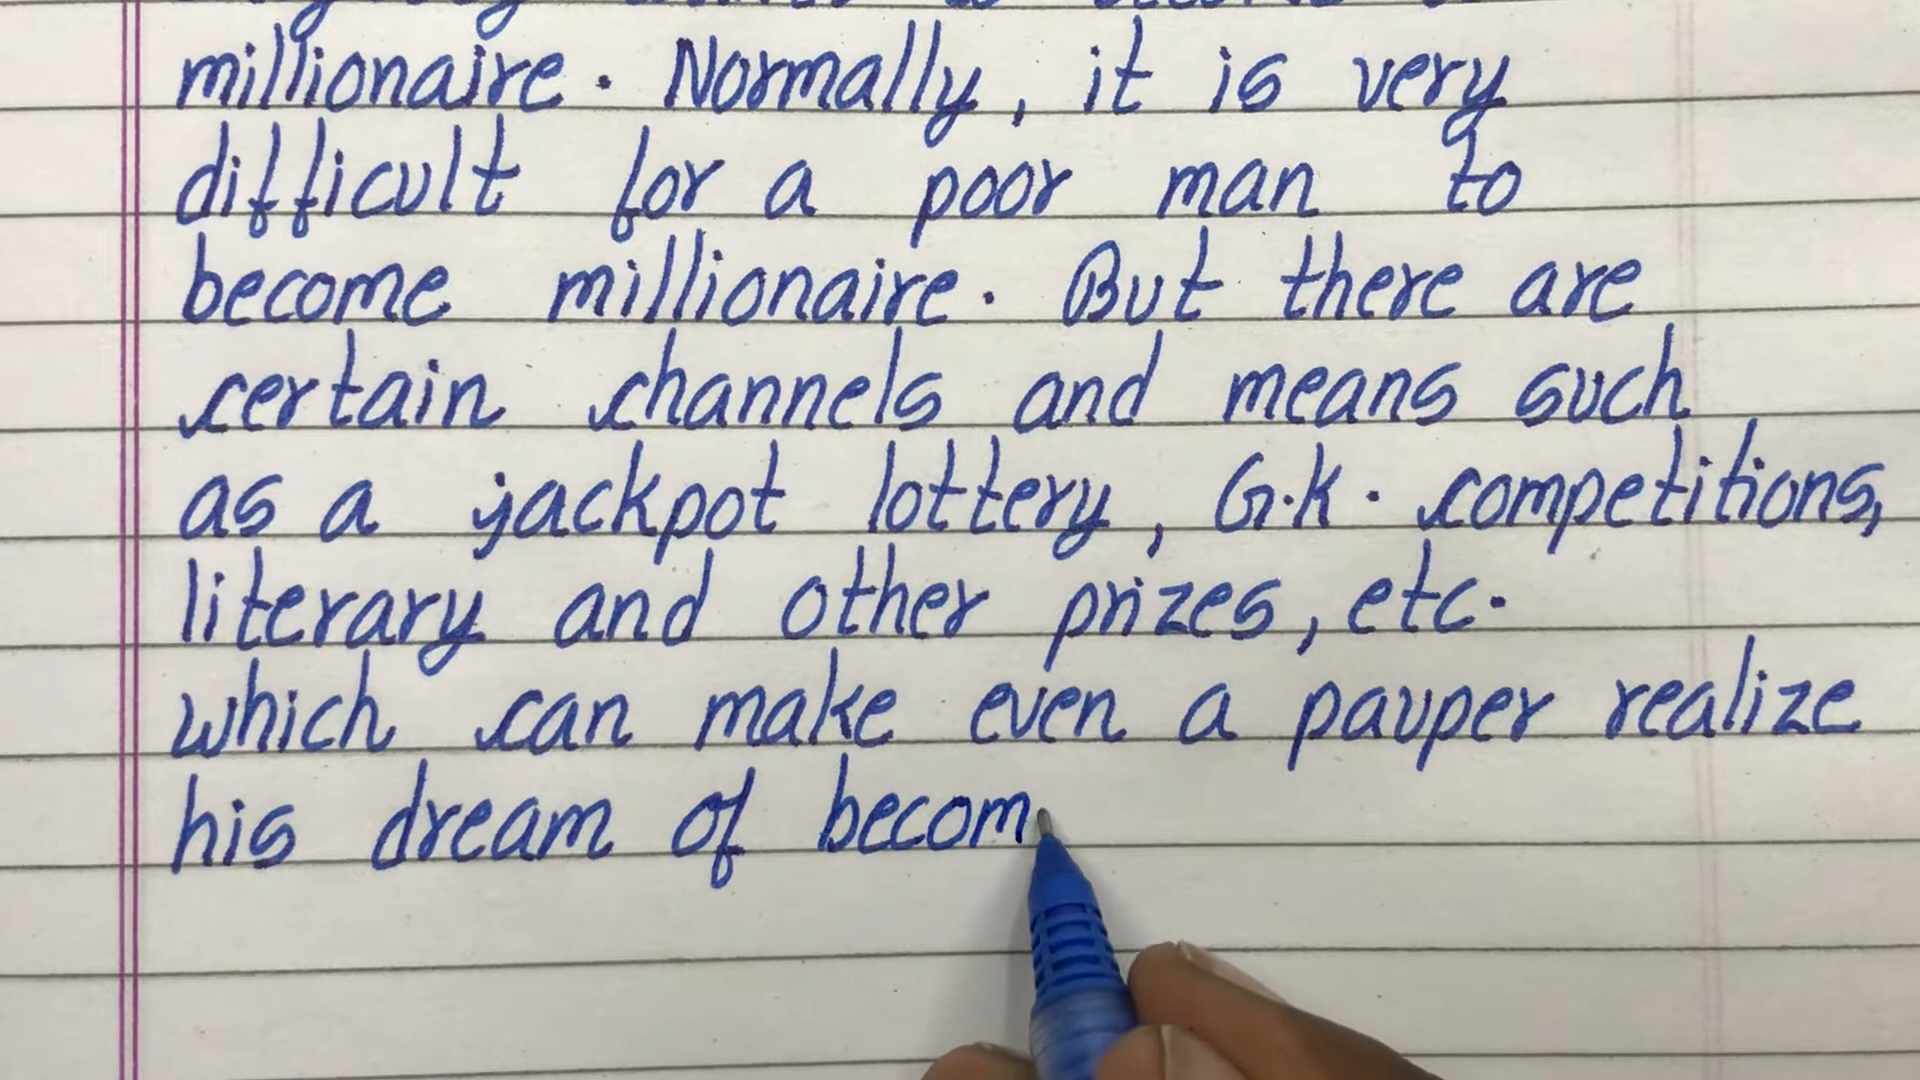 millionaire. Normally, it is very
difficult for a poor man to
become millionaire. But there are
certain channels and means such
as a jackpot lottery, G.K. competitions,
literary and other prizes, etc.
which can make even a pauper realize
his dream of becom